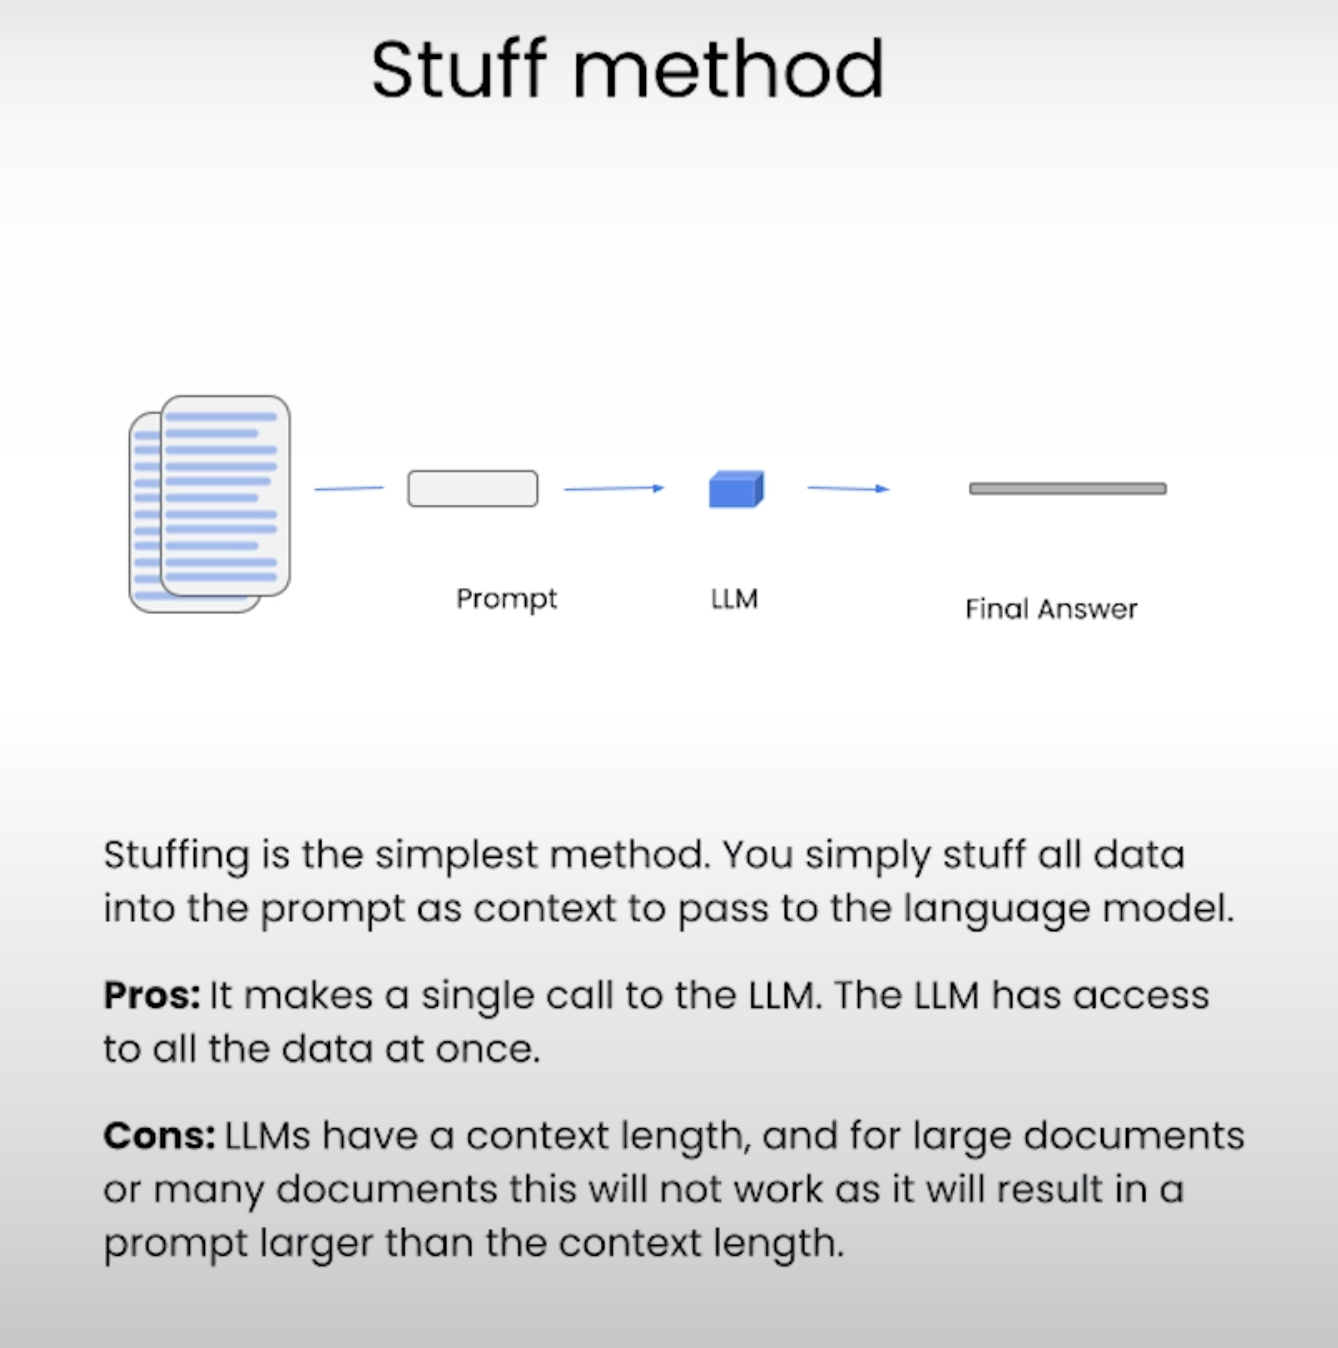 Stuff method
Prompt
LLM
Final Answer
Stuffing is the simplest method. You simply stuff all data
into the prompt as context to pass to the language model.
Pros: It makes a single call to the LLM. The LLM has access
to all the data at once.
Cons: LLMs have a context length, and for large documents
or many documents this will not work as it will result in a
prompt larger than the context length.